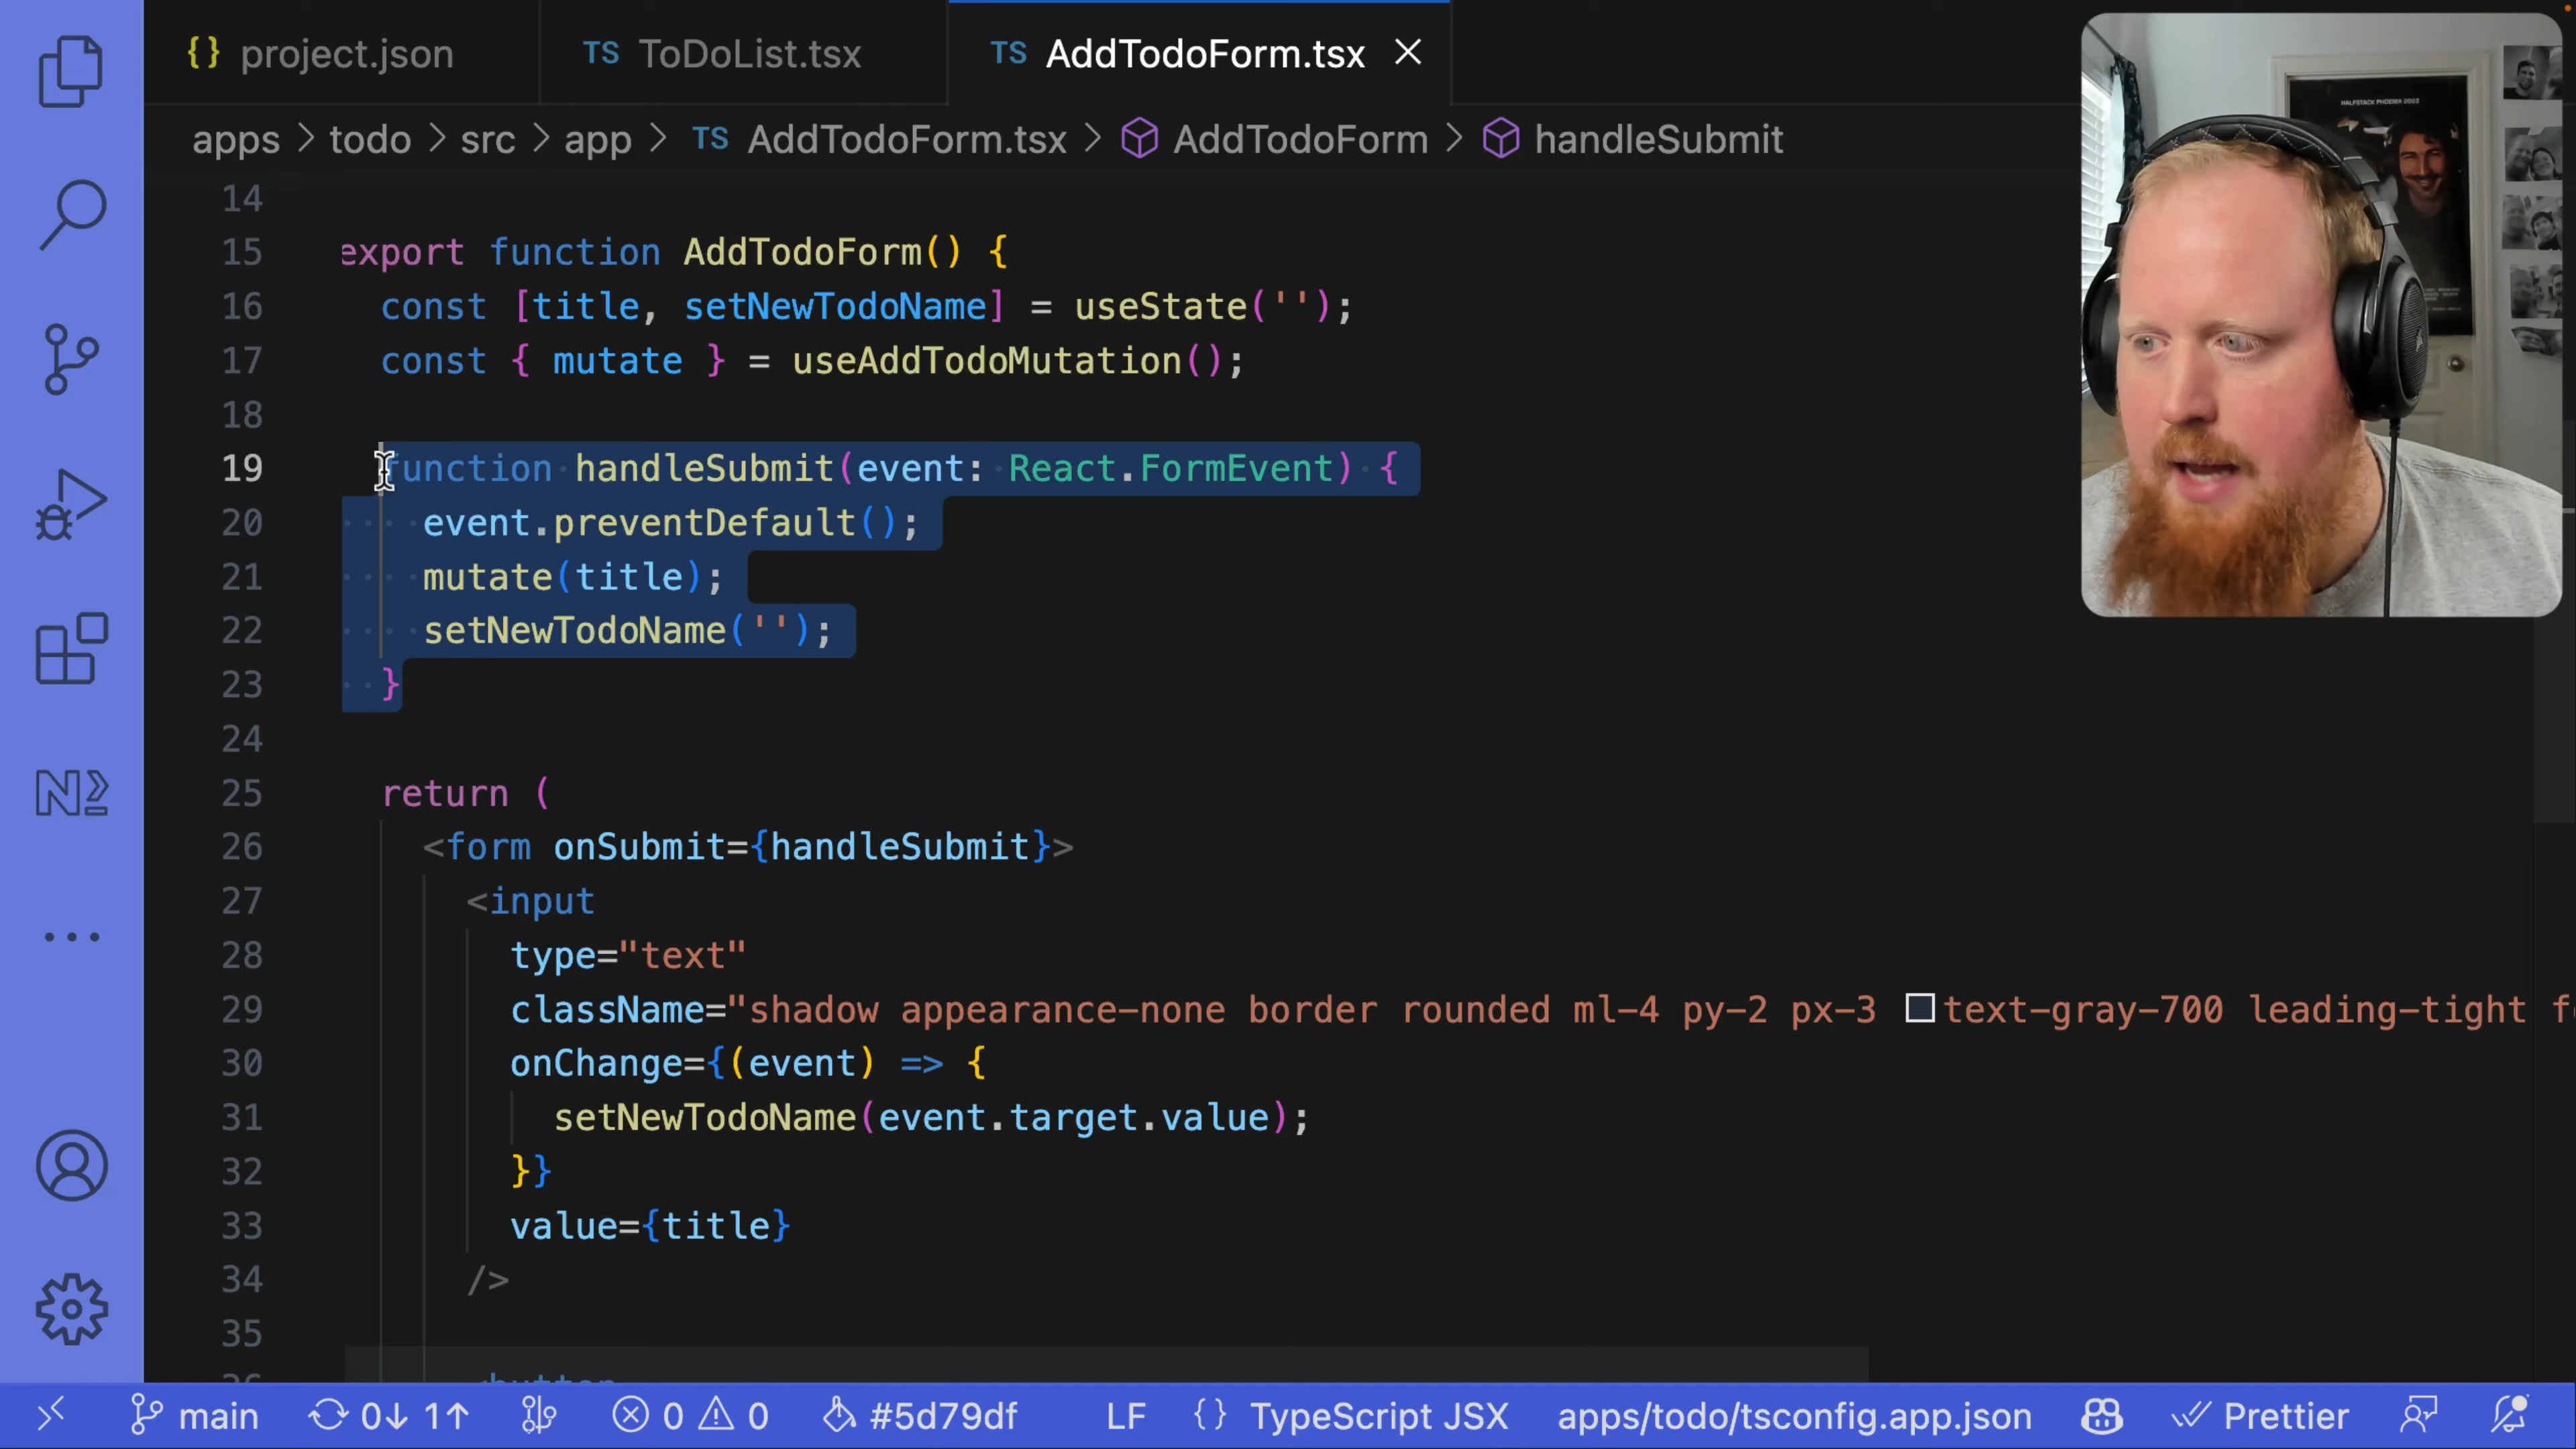 {} project.json
TS ToDoList.tsx
TS AddTodoForm.tsx
apps > todo > src > app > TS AddTodoForm.tsx > AddTodoForm > handleSubmit
14
15 export function AddTodoForm() {
16 const [title, setNewTodoName] = useState('');
17 const { mutate } = useAddTodoMutation();
18
19 function handleSubmit(event: React.FormEvent) {
20 event.preventDefault();
21 mutate(title);
22 setNewTodoName('');
23 }
24
25 return (
26 <form onSubmit={handleSubmit}>
27 <input
28 type="text"
29 className="shadow appearance-none border rounded ml-4 py-2 px-3 text-gray-700 leading-tight f
30 onChange={(event) => {
31 setNewTodoName(event.target.value);
32 }}
33 value={title}
34 />
35
36 <button
main 0↓ 1↑ 0 0 #5d79df LF {} TypeScript JSX apps/todo/tsconfig.app.json Prettier
HALFSTACK PHOENIX 2023